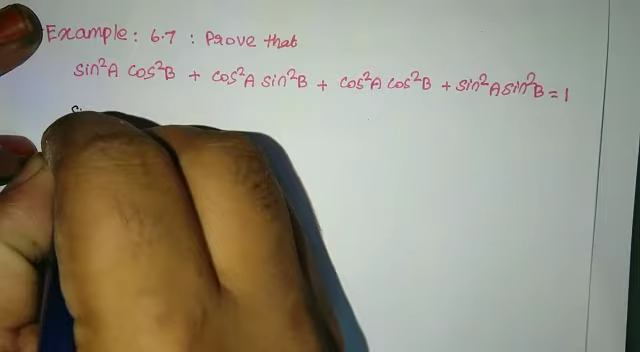 Example: 6.7 : Prove that
sin²A cos²B + cos²A sin²B + cos²A cos²B + sin²A sin²B = 1